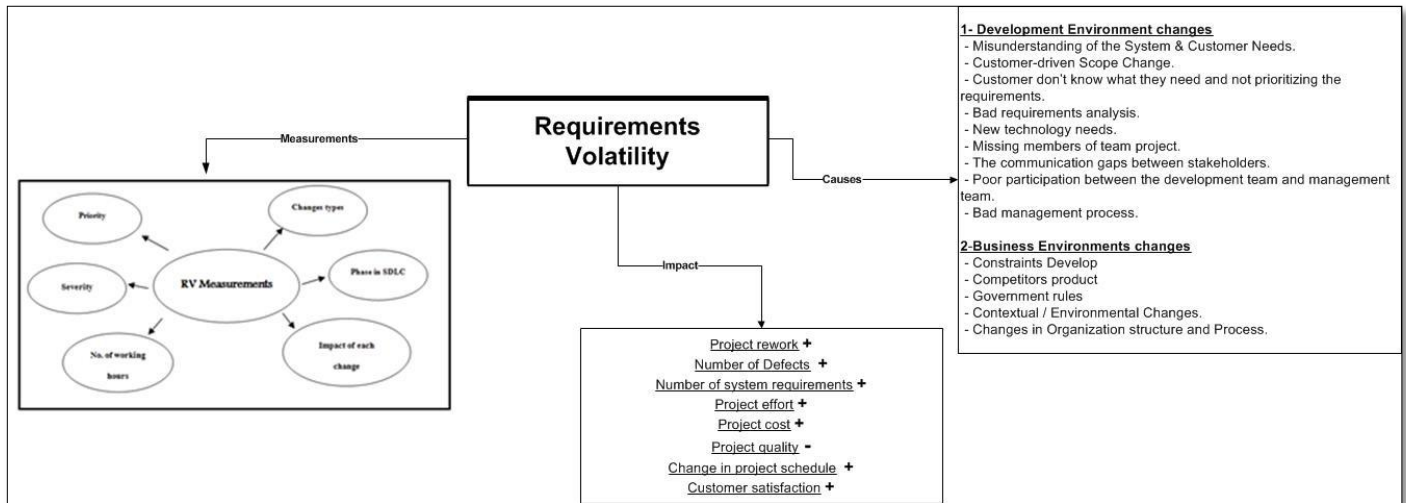 Requirements
Volatility
Measurements
Priority
Changes types
Severity
RV Measurements
Phase in SDLC
No. of working
hours
Impact of each
change
Impact
Project rework +
Number of Defects +
Number of system requirements +
Project effort +
Project cost +
Project quality -
Change in project schedule +
Customer satisfaction +
Causes
1- Development Environment changes
- Misunderstanding of the System & Customer Needs.
- Customer-driven Scope Change.
- Customer don't know what they need and not prioritizing the
requirements.
- Bad requirements analysis.
- New technology needs.
- Missing members of team project.
- The communication gaps between stakeholders.
- Poor participation between the development team and management
team.
- Bad management process.
2-Business Environments changes
- Constraints Develop
- Competitors product
- Government rules
- Contextual / Environmental Changes.
- Changes in Organization structure and Process.